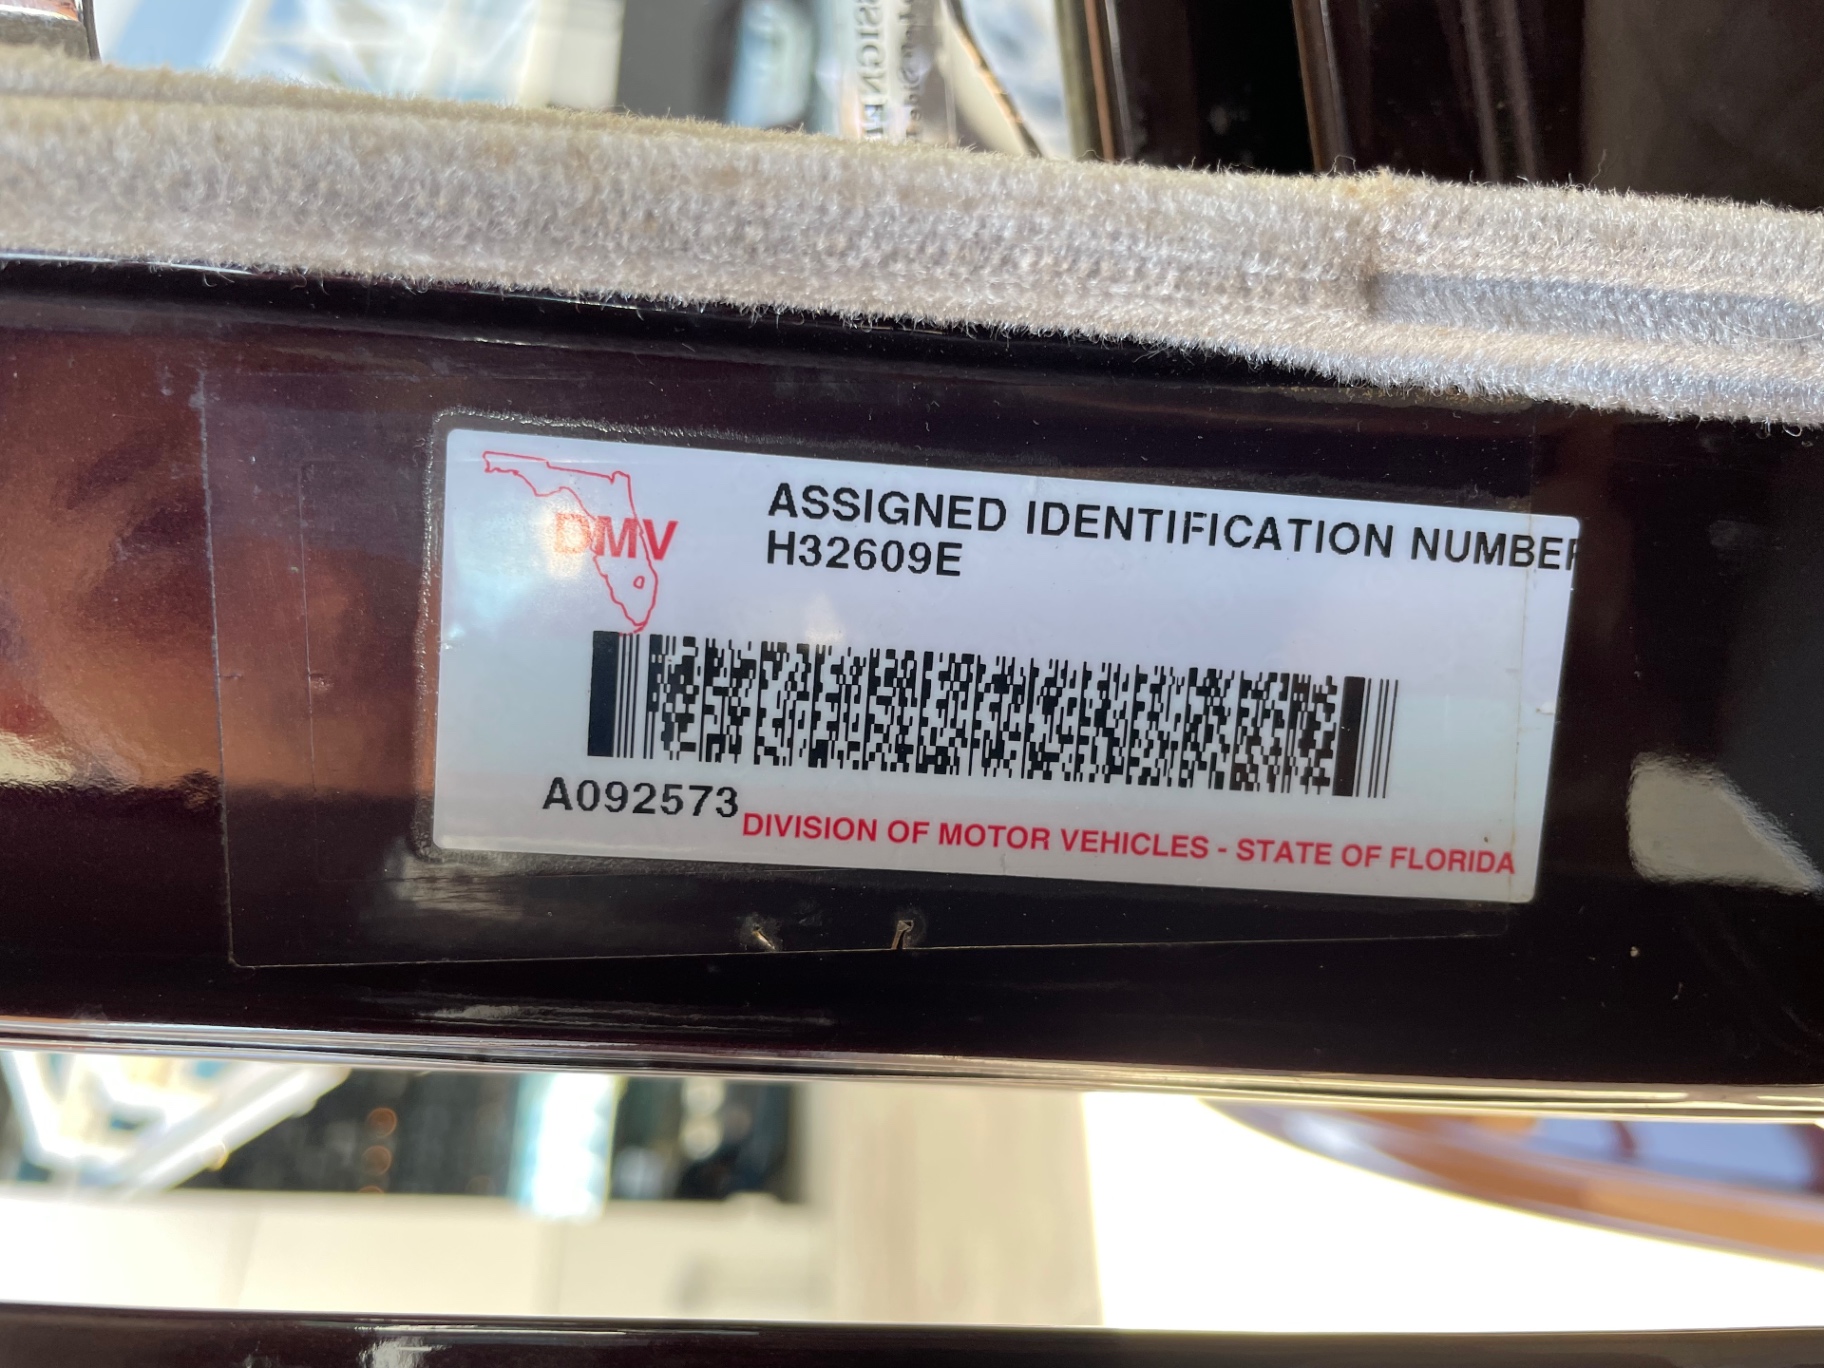 DMV
ASSIGNED IDENTIFICATION NUMBER
H32609E
A092573
DIVISION OF MOTOR VEHICLES - STATE OF FLORIDA